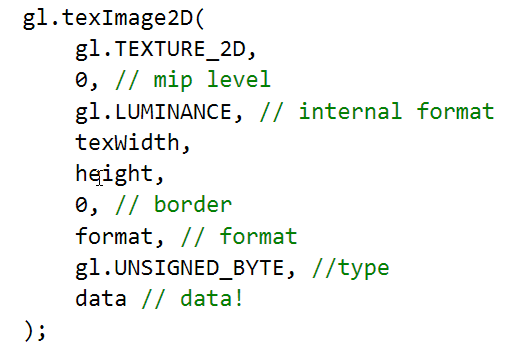 gl.texImage2D(
gl.TEXTURE_2D,
0, // mip level
gl.LUMINANCE, // internal format
texWidth,
height,
0, // border
format, // format
gl.UNSIGNED_BYTE, //type
data // data!
);